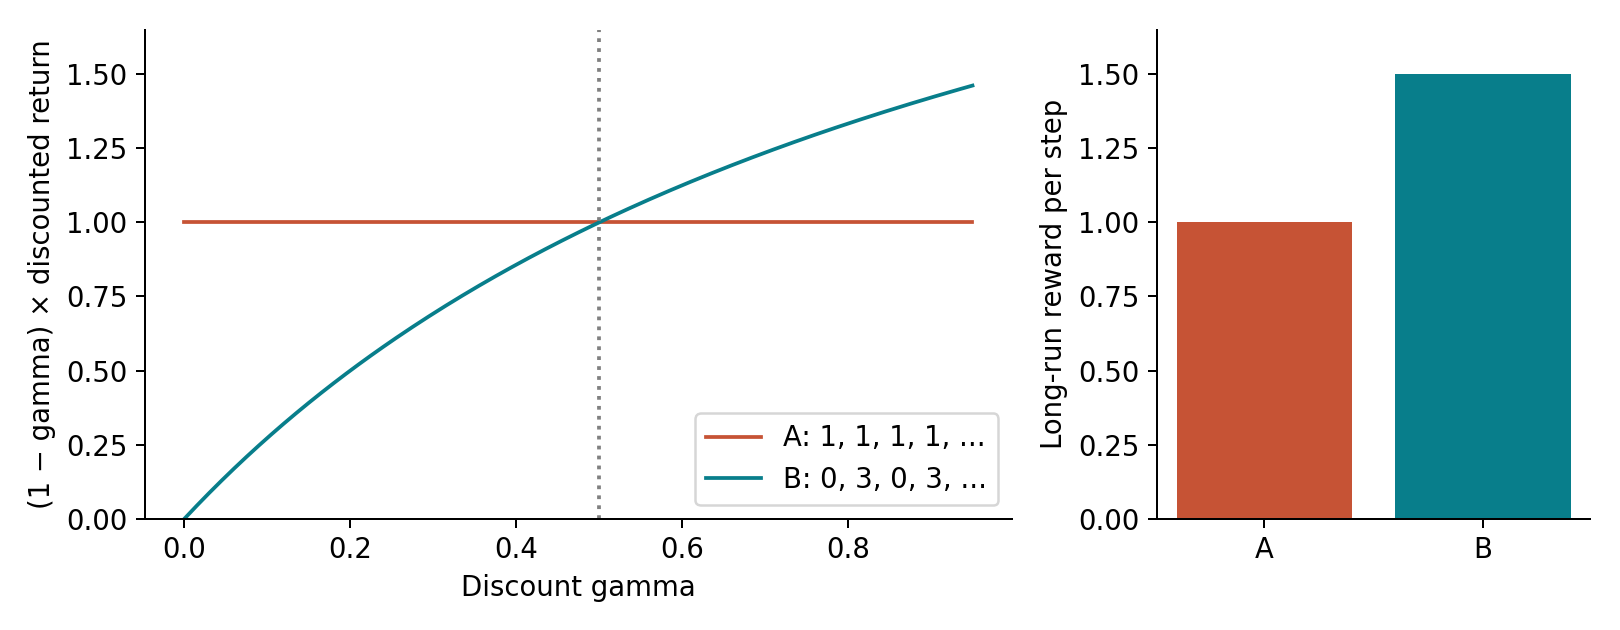 (1 − gamma) × discounted return
1.50
1.25
1.00
0.75
0.50
0.25
0.00
0.0 0.2 0.4 0.6 0.8
Discount gamma
A: 1, 1, 1, 1, ...
B: 0, 3, 0, 3, ...
Long-run reward per step
1.50
1.25
1.00
0.75
0.50
0.25
0.00
A B